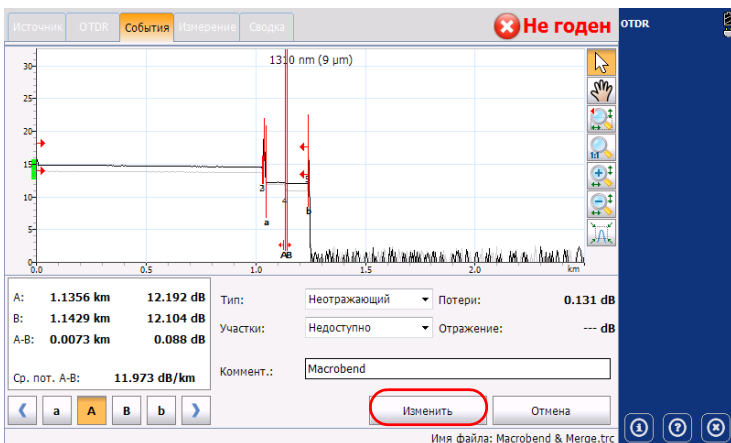 Источник OTDR События Измерение Сводка Не годен OTDR
1310 nm (9 µm)
30
25
20
15
10
5
0
0.0 0.5 1.0 1.5 2.0 km
3
4
5
a
b
A B
1:1
A: 1.1356 km 12.192 dB
B: 1.1429 km 12.104 dB
A-B: 0.0073 km 0.088 dB
Ср. пот. A-B: 11.973 dB/km
Тип: Неотражающий Потери: 0.131 dB
Участки: Недоступно Отражение: --- dB
Коммент.: Macrobend
a A B b Изменить Отмена
Имя файла: Macrobend & Merge.trc